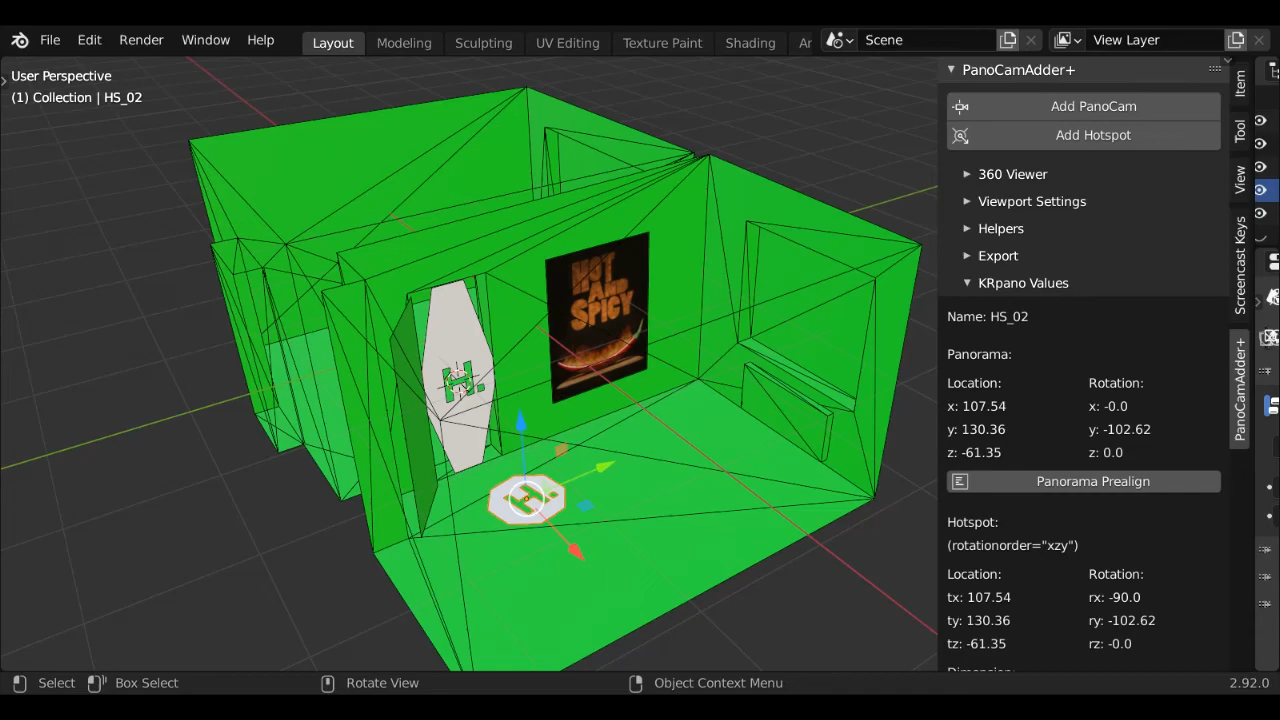 File Edit Render Window Help Layout Modeling Sculpting UV Editing Texture Paint Shading Scene View Layer
User Perspective
(1) Collection | HS_02
PanoCamAdder+
Add PanoCam
Add Hotspot
360 Viewer
Viewport Settings
Helpers
Export
KRpano Values
Name: HS_02
Panorama:
Location: Rotation:
x: 107.54 x: -0.0
y: 130.36 y: -102.62
z: -61.35 z: 0.0
Panorama Prealign
Hotspot:
(rotationorder="xzy")
Location: Rotation:
tx: 107.54 rx: -90.0
ty: 130.36 ry: -102.62
tz: -61.35 rz: -0.0
Item
Tool
View
Screencast Keys
PanoCamAdder+
HOT
AND
SPICY
H.
H.
Select Box Select Rotate View Object Context Menu 2.92.0